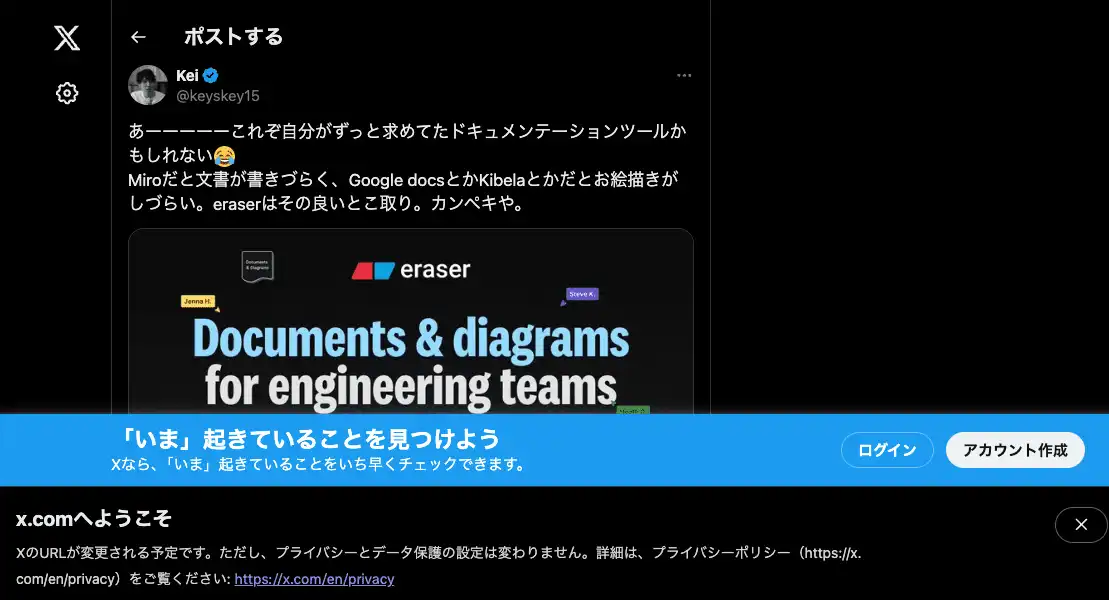 ポストする
Kei
@keyskey15
あーーーーーこれぞ自分がずっと求めてたドキュメンテーションツールか
もしれない😂
Miroだと文書が書きづらく、Google docsとかKibelaとかだとお絵描きが
しづらい。eraserはその良いとこ取り。カンペキや。
Documents
& diagrams
eraser
Jenna H.
Steve K.
Documents & diagrams
for engineering teams
「いま」起きていることを見つけよう
Xなら、「いま」起きていることをいち早くチェックできます。
ログイン
アカウント作成
x.comへようこそ
XのURLが変更される予定です。ただし、プライバシーとデータ保護の設定は変わりません。詳細は、プライバシーポリシー（https://x.
com/en/privacy）をご覧ください: https://x.com/en/privacy